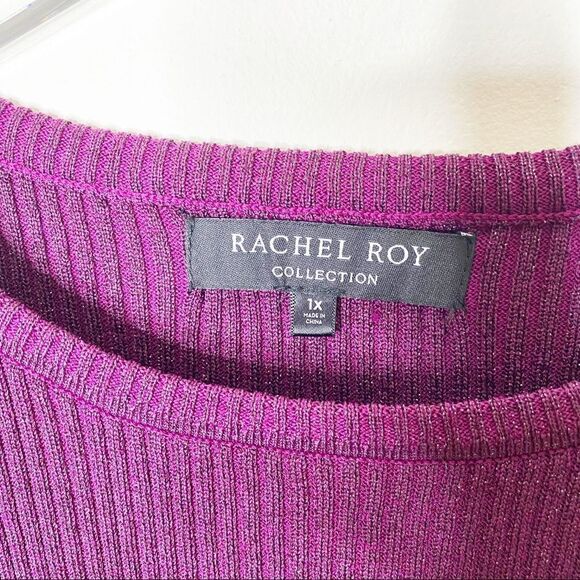 RACHEL ROY
COLLECTION
1X
MADE IN
CHINA